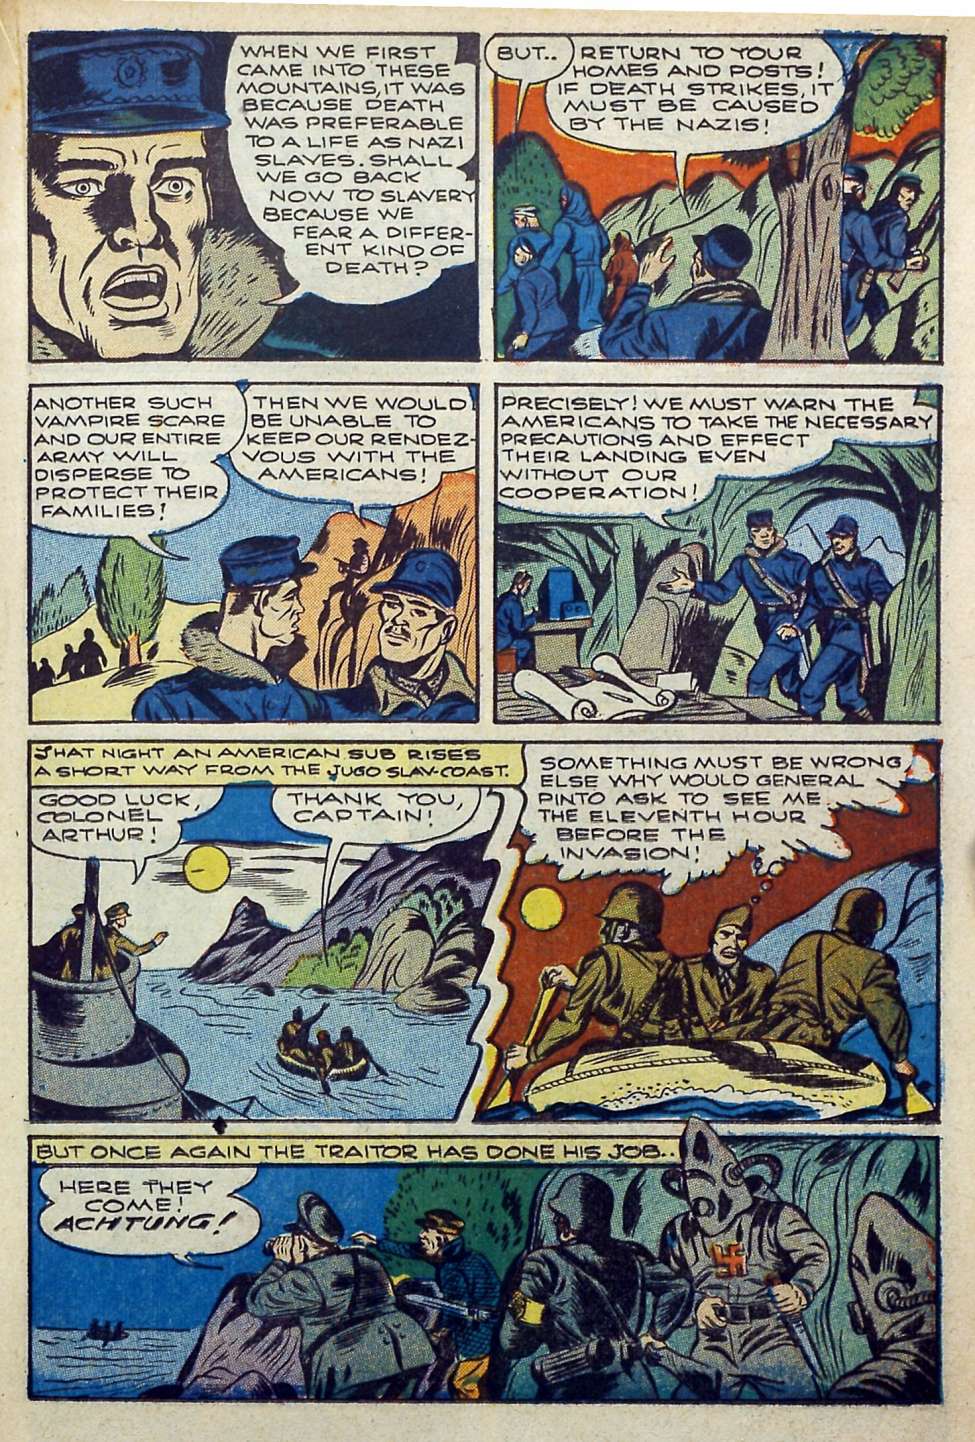 WHEN WE FIRST
CAME INTO THESE
MOUNTAINS, IT WAS
BECAUSE DEATH
WAS PREFERABLE
TO A LIFE AS NAZI
SLAVES. SHALL
WE GO BACK
NOW TO SLAVERY
BECAUSE WE
FEAR A DIFFER-
ENT KIND OF
DEATH?
BUT..
RETURN TO YOUR
HOMES AND POSTS!
IF DEATH STRIKES, IT
MUST BE CAUSED
BY THE NAZIS!
ANOTHER SUCH
VAMPIRE SCARE
AND OUR ENTIRE
ARMY WILL
DISPERSE TO
PROTECT THEIR
FAMILIES!
THEN WE WOULD
BE UNABLE TO
KEEP OUR RENDEZ-
VOUS WITH THE
AMERICANS!
PRECISELY! WE MUST WARN THE
AMERICANS TO TAKE THE NECESSARY
PRECAUTIONS AND EFFECT
THEIR LANDING EVEN
WITHOUT OUR
COOPERATION!
THAT NIGHT AN AMERICAN SUB RISES
A SHORT WAY FROM THE JUGO SLAV-COAST.
GOOD LUCK,
COLONEL
ARTHUR!
THANK YOU,
CAPTAIN!
SOMETHING MUST BE WRONG
ELSE WHY WOULD GENERAL
PINTO ASK TO SEE ME
THE ELEVENTH HOUR
BEFORE THE
INVASION!
BUT ONCE AGAIN THE TRAITOR HAS DONE HIS JOB..
HERE THEY
COME!
ACHTUNG!